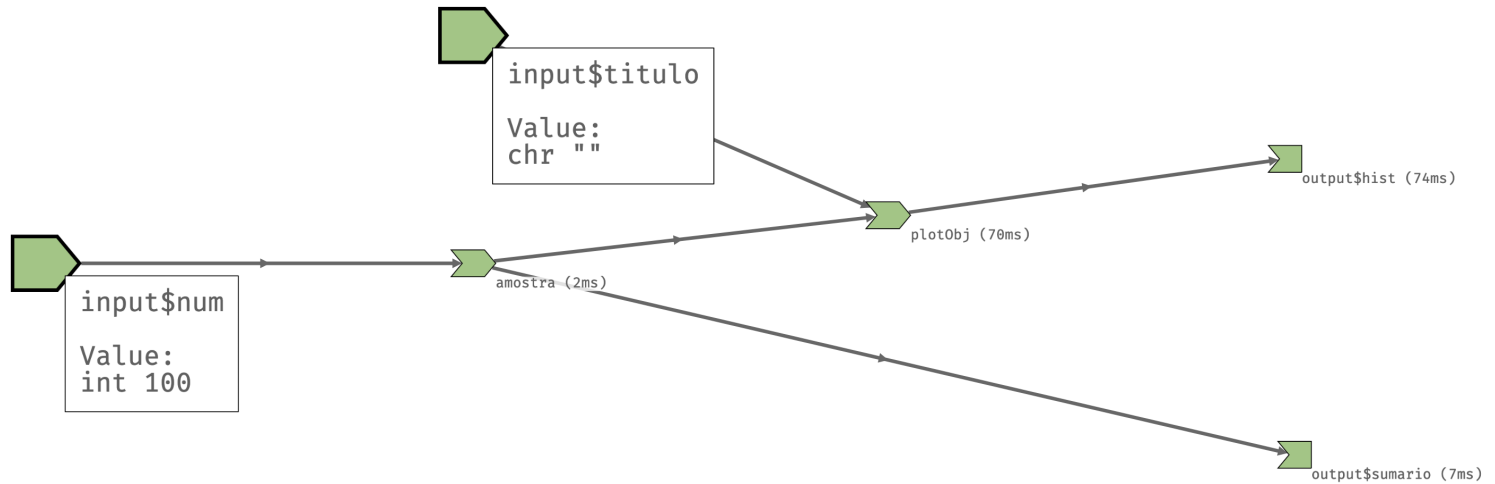 input$titulo
Value:
chr ""
output$hist (74ms)
plotObj (70ms)
amostra (2ms)
input$num
Value:
int 100
output$sumario (7ms)